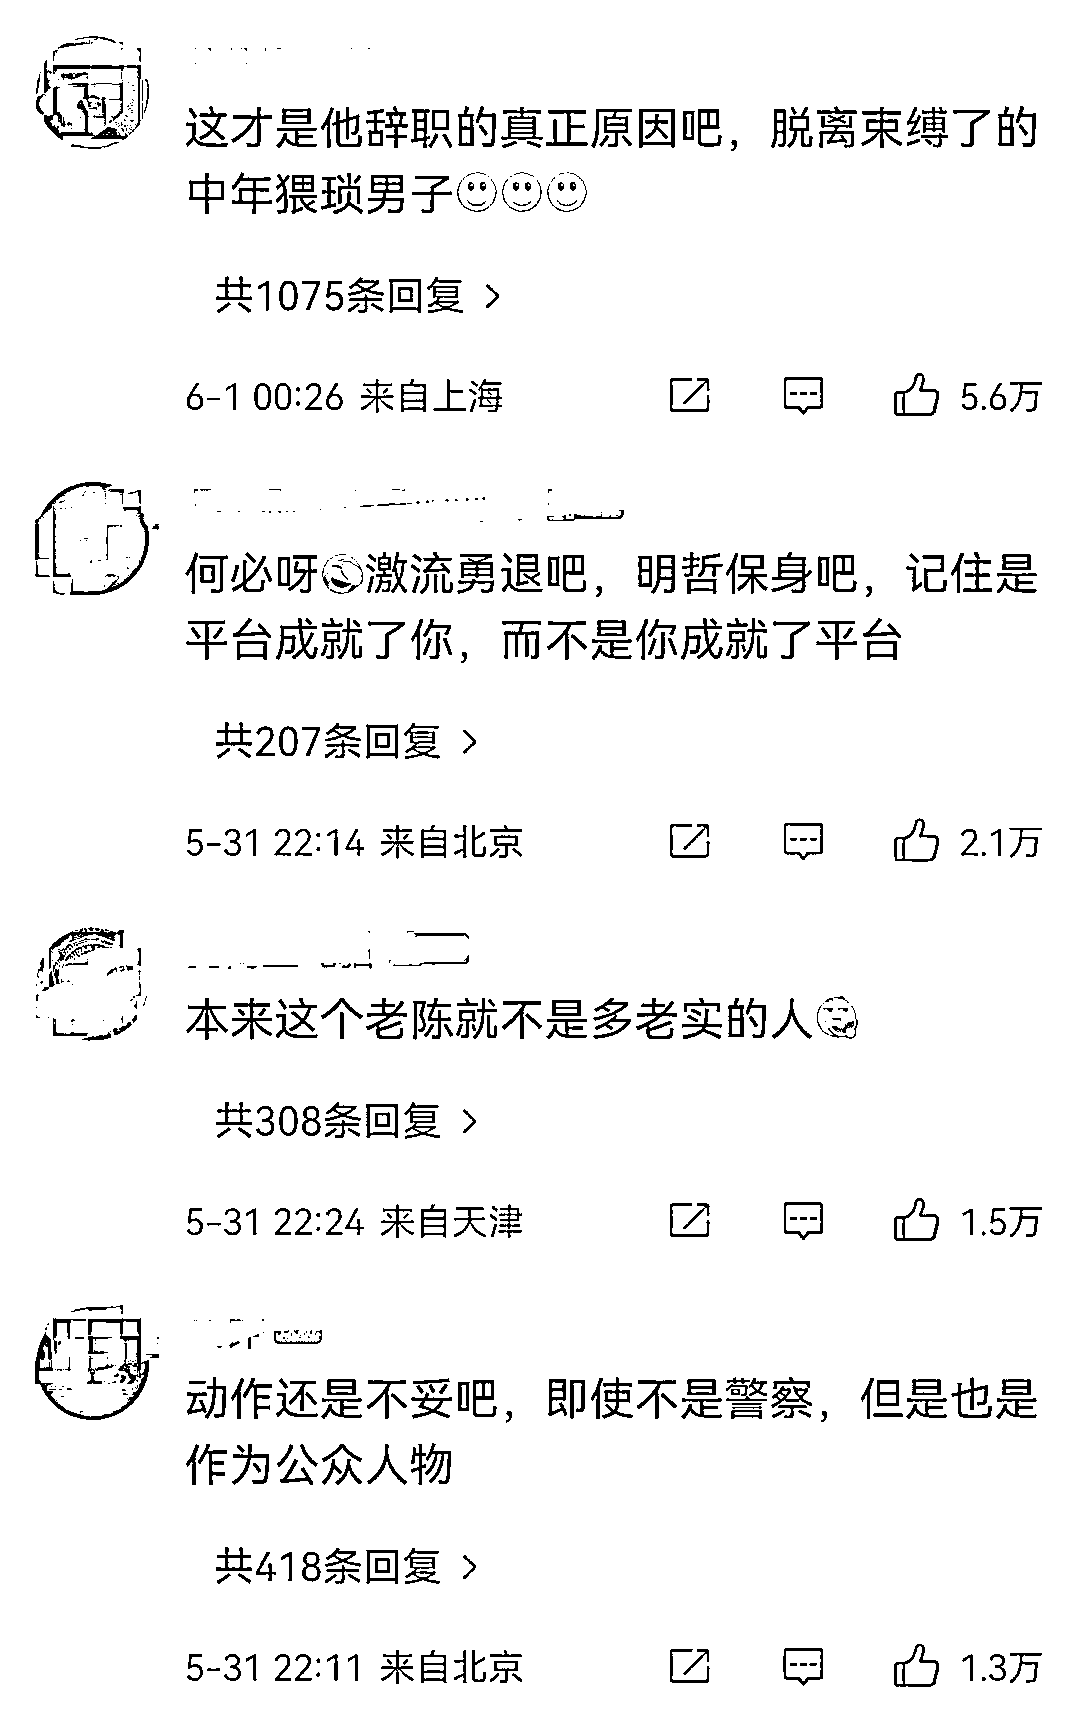 这才是他辞职的真正原因吧，脱离束缚了的
中年猥琐男子
共1075条回复 >
6-1 00:26 来自上海 5.6万
何必呀激流勇退吧，明哲保身吧，记住是
平台成就了你，而不是你成就了平台
共207条回复 >
5-31 22:14 来自北京 2.1万
本来这个老陈就不是多老实的人
共308条回复 >
5-31 22:24 来自天津 1.5万
动作还是不妥吧，即使不是警察，但是也是
作为公众人物
共418条回复 >
5-31 22:11 来自北京 1.3万